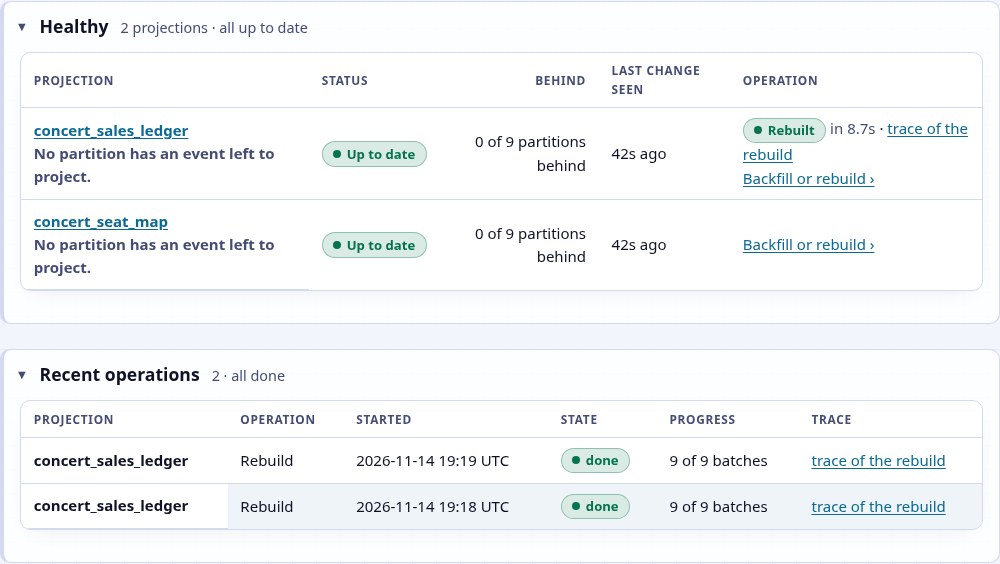 ▼ Healthy 2 projections · all up to date
PROJECTION STATUS BEHIND LAST CHANGE SEEN OPERATION
concert_sales_ledger
No partition has an event left to
project.
Up to date
0 of 9 partitions
behind
42s ago
Rebuilt in 8.7s · trace of the
rebuild
Backfill or rebuild ›
concert_seat_map
No partition has an event left to
project.
Up to date
0 of 9 partitions
behind
42s ago
Backfill or rebuild ›
▼ Recent operations 2 · all done
PROJECTION OPERATION STARTED STATE PROGRESS TRACE
concert_sales_ledger Rebuild 2026-11-14 19:19 UTC done 9 of 9 batches trace of the rebuild
concert_sales_ledger Rebuild 2026-11-14 19:18 UTC done 9 of 9 batches trace of the rebuild